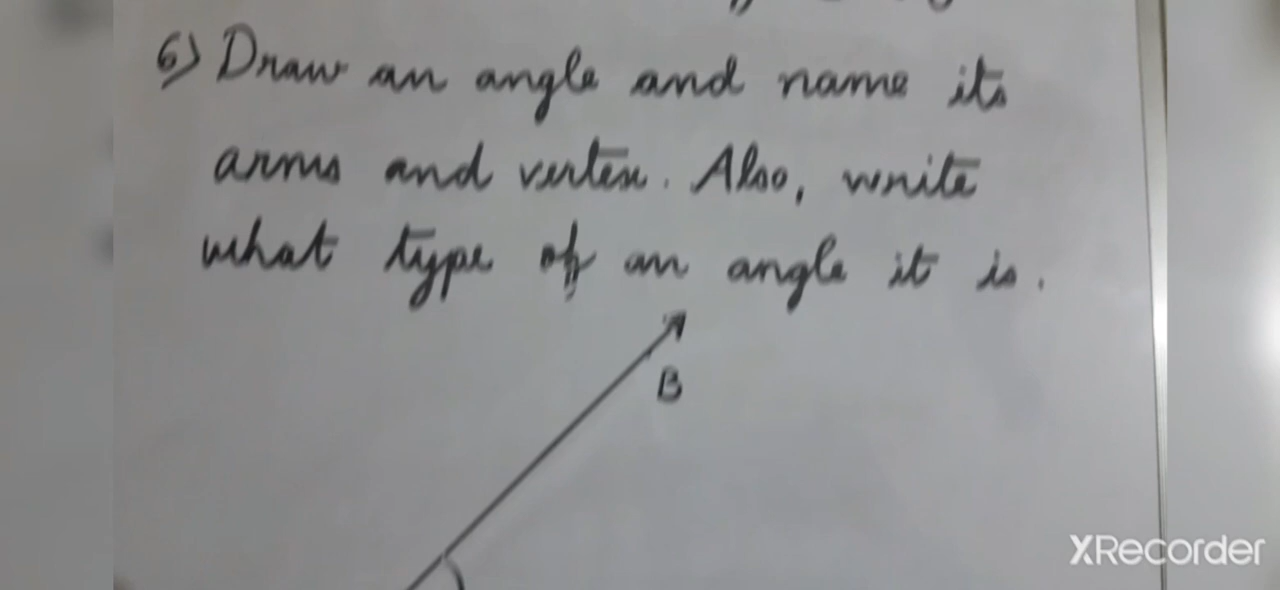 6) Draw an angle and name its
arms and vertex. Also, write
what type of an angle it is.
B
XRecorder